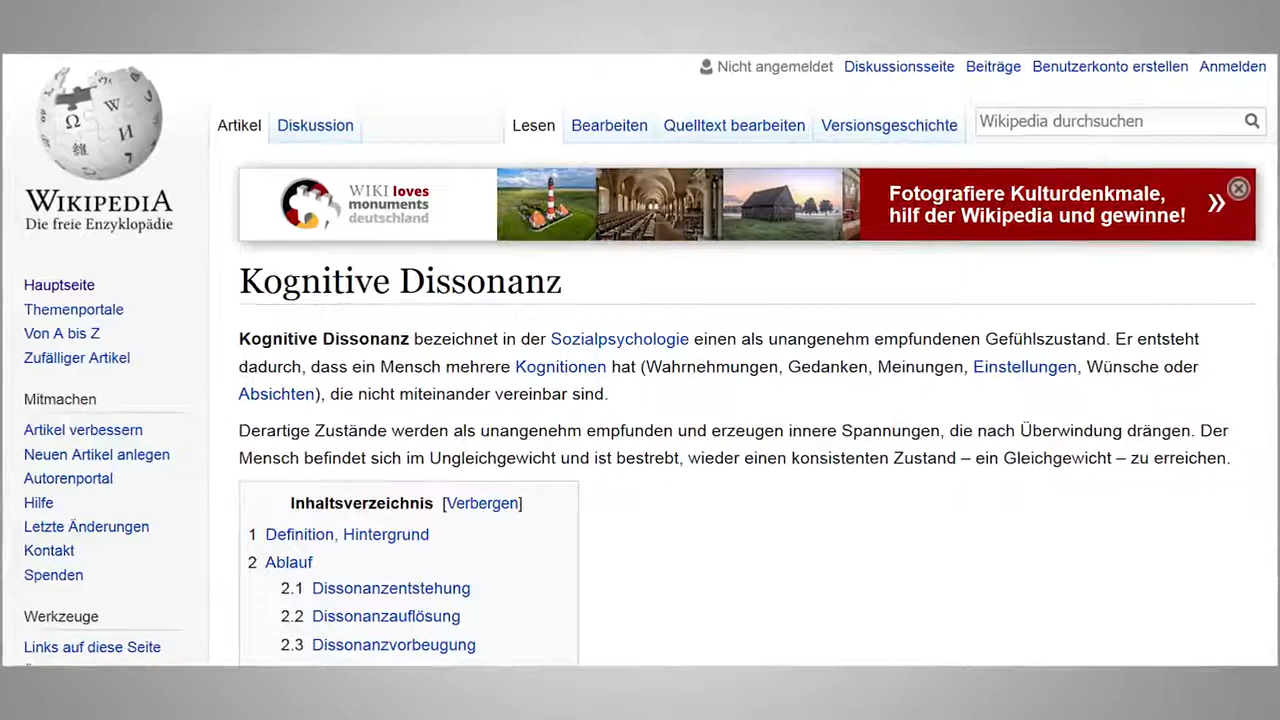 Nicht angemeldet Diskussionsseite Beiträge Benutzerkonto erstellen Anmelden
Artikel Diskussion Lesen Bearbeiten Quelltext bearbeiten Versionsgeschichte Wikipedia durchsuchen
WIKIPEDIA
Die freie Enzyklopädie
WIKI loves
monuments
deutschland
Fotografiere Kulturdenkmale,
hilf der Wikipedia und gewinne!
Hauptseite
Themenportale
Von A bis Z
Zufälliger Artikel
Mitmachen
Artikel verbessern
Neuen Artikel anlegen
Autorenportal
Hilfe
Letzte Änderungen
Kontakt
Spenden
Werkzeuge
Links auf diese Seite
Kognitive Dissonanz
Kognitive Dissonanz bezeichnet in der Sozialpsychologie einen als unangenehm empfundenen Gefühlszustand. Er entsteht
dadurch, dass ein Mensch mehrere Kognitionen hat (Wahrnehmungen, Gedanken, Meinungen, Einstellungen, Wünsche oder
Absichten), die nicht miteinander vereinbar sind.
Derartige Zustände werden als unangenehm empfunden und erzeugen innere Spannungen, die nach Überwindung drängen. Der
Mensch befindet sich im Ungleichgewicht und ist bestrebt, wieder einen konsistenten Zustand – ein Gleichgewicht – zu erreichen.
Inhaltsverzeichnis [Verbergen]
1 Definition, Hintergrund
2 Ablauf
2.1 Dissonanzentstehung
2.2 Dissonanzauflösung
2.3 Dissonanzvorbeugung